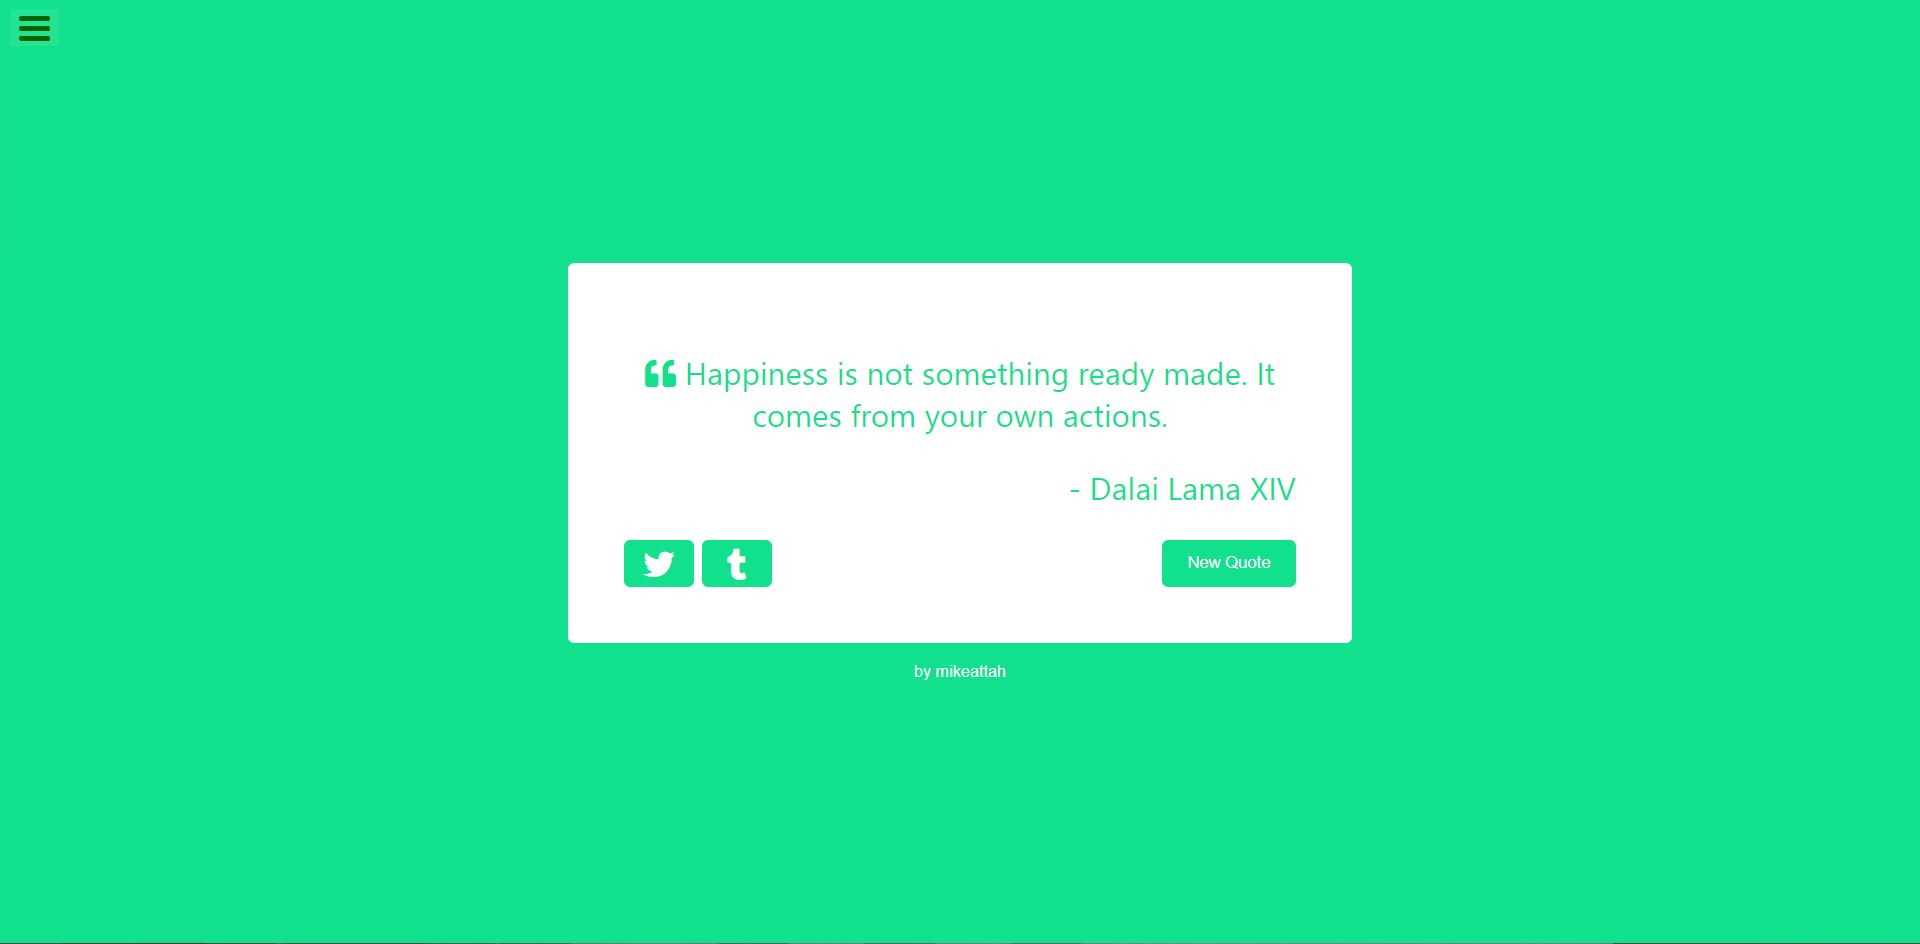 “ Happiness is not something ready made. It
comes from your own actions.
- Dalai Lama XIV
New Quote
by mikeattah